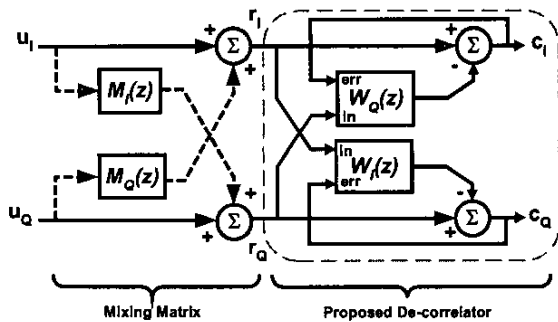 u_I
+
Σ
+
r_I
+
Σ
-
c_I
M_I(z)
err
W_Q(z)
in
M_Q(z)
in
W_I(z)
err
u_Q
+
+
Σ
r_Q
-
+
Σ
c_Q
Mixing Matrix
Proposed De-correlator